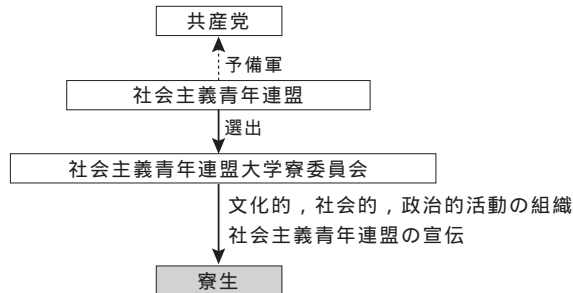 共産党
予備軍
社会主義青年連盟
選出
社会主義青年連盟大学寮委員会
文化的，社会的，政治的活動の組織
社会主義青年連盟の宣伝
寮生